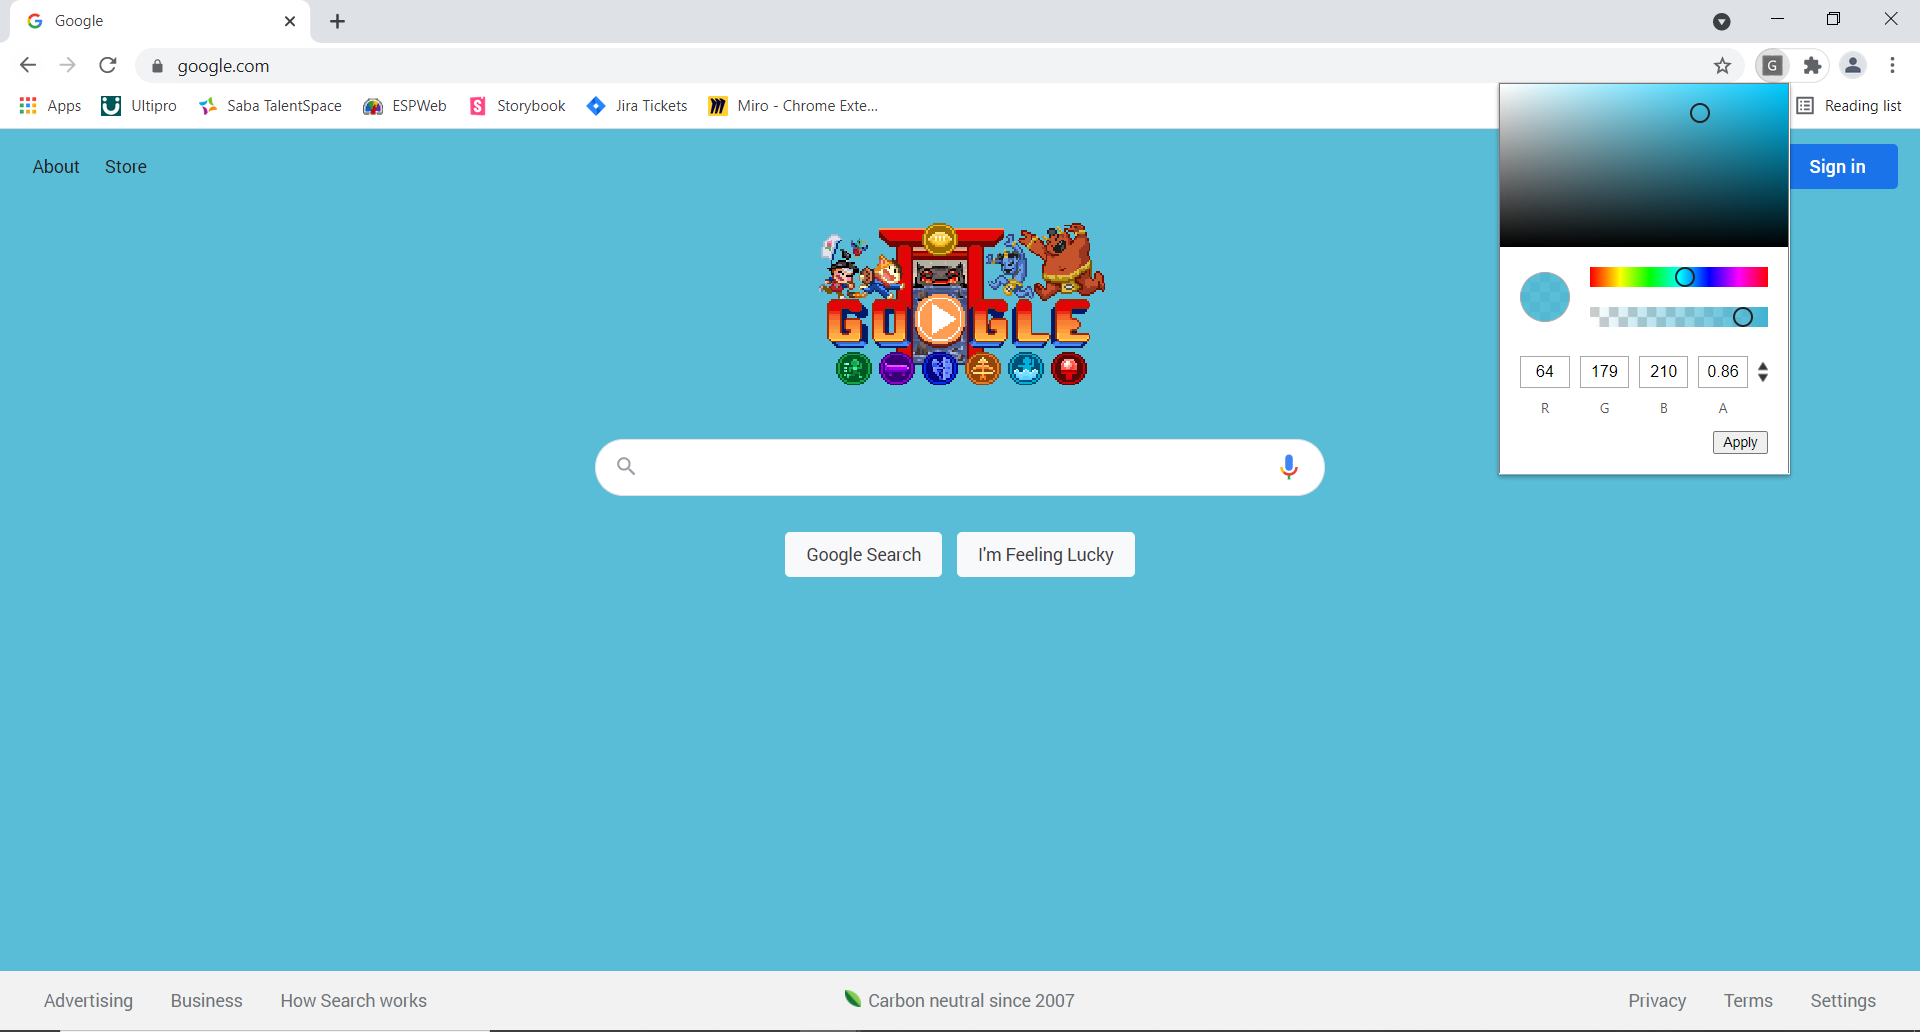 Google
google.com
G
Apps Ultipro Saba TalentSpace ESPWeb Storybook Jira Tickets Miro - Chrome Exte... Reading list
About Store Sign in
GOOGLE
64 179 210 0.86
R G B A
Apply
Google Search I'm Feeling Lucky
Advertising Business How Search works Carbon neutral since 2007 Privacy Terms Settings